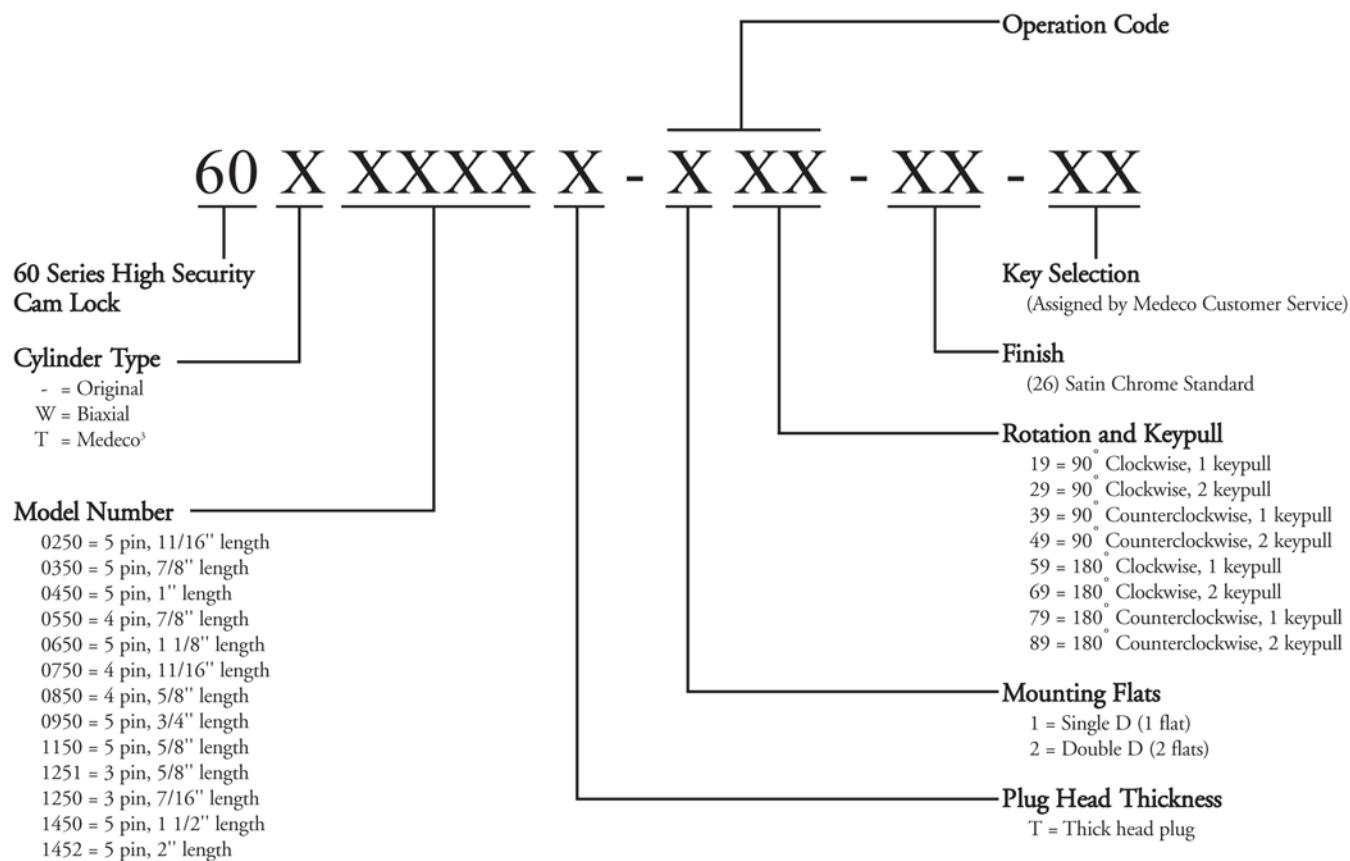 Operation Code
60 X XXXX X - X XX - XX - XX
60 Series High Security
Cam Lock
Cylinder Type
- = Original
W = Biaxial
T = Medeco³
Model Number
0250 = 5 pin, 11/16" length
0350 = 5 pin, 7/8" length
0450 = 5 pin, 1" length
0550 = 4 pin, 7/8" length
0650 = 5 pin, 1 1/8" length
0750 = 4 pin, 11/16" length
0850 = 4 pin, 5/8" length
0950 = 5 pin, 3/4" length
1150 = 5 pin, 5/8" length
1251 = 3 pin, 5/8" length
1250 = 3 pin, 7/16" length
1450 = 5 pin, 1 1/2" length
1452 = 5 pin, 2" length
Key Selection
(Assigned by Medeco Customer Service)
Finish
(26) Satin Chrome Standard
Rotation and Keypull
19 = 90° Clockwise, 1 keypull
29 = 90° Clockwise, 2 keypull
39 = 90° Counterclockwise, 1 keypull
49 = 90° Counterclockwise, 2 keypull
59 = 180° Clockwise, 1 keypull
69 = 180° Clockwise, 2 keypull
79 = 180° Counterclockwise, 1 keypull
89 = 180° Counterclockwise, 2 keypull
Mounting Flats
1 = Single D (1 flat)
2 = Double D (2 flats)
Plug Head Thickness
T = Thick head plug